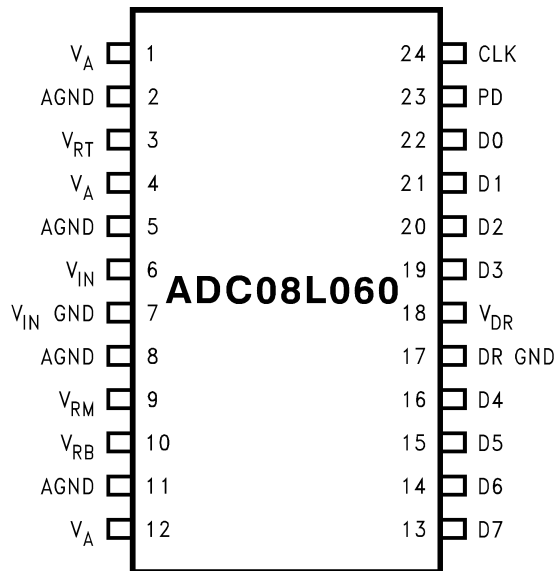 V_A 1 24 CLK
AGND 2 23 PD
V_RT 3 22 D0
V_A 4 21 D1
AGND 5 20 D2
V_IN 6 19 D3
ADC08L060
V_IN GND 7 18 V_DR
AGND 8 17 DR GND
V_RM 9 16 D4
V_RB 10 15 D5
AGND 11 14 D6
V_A 12 13 D7